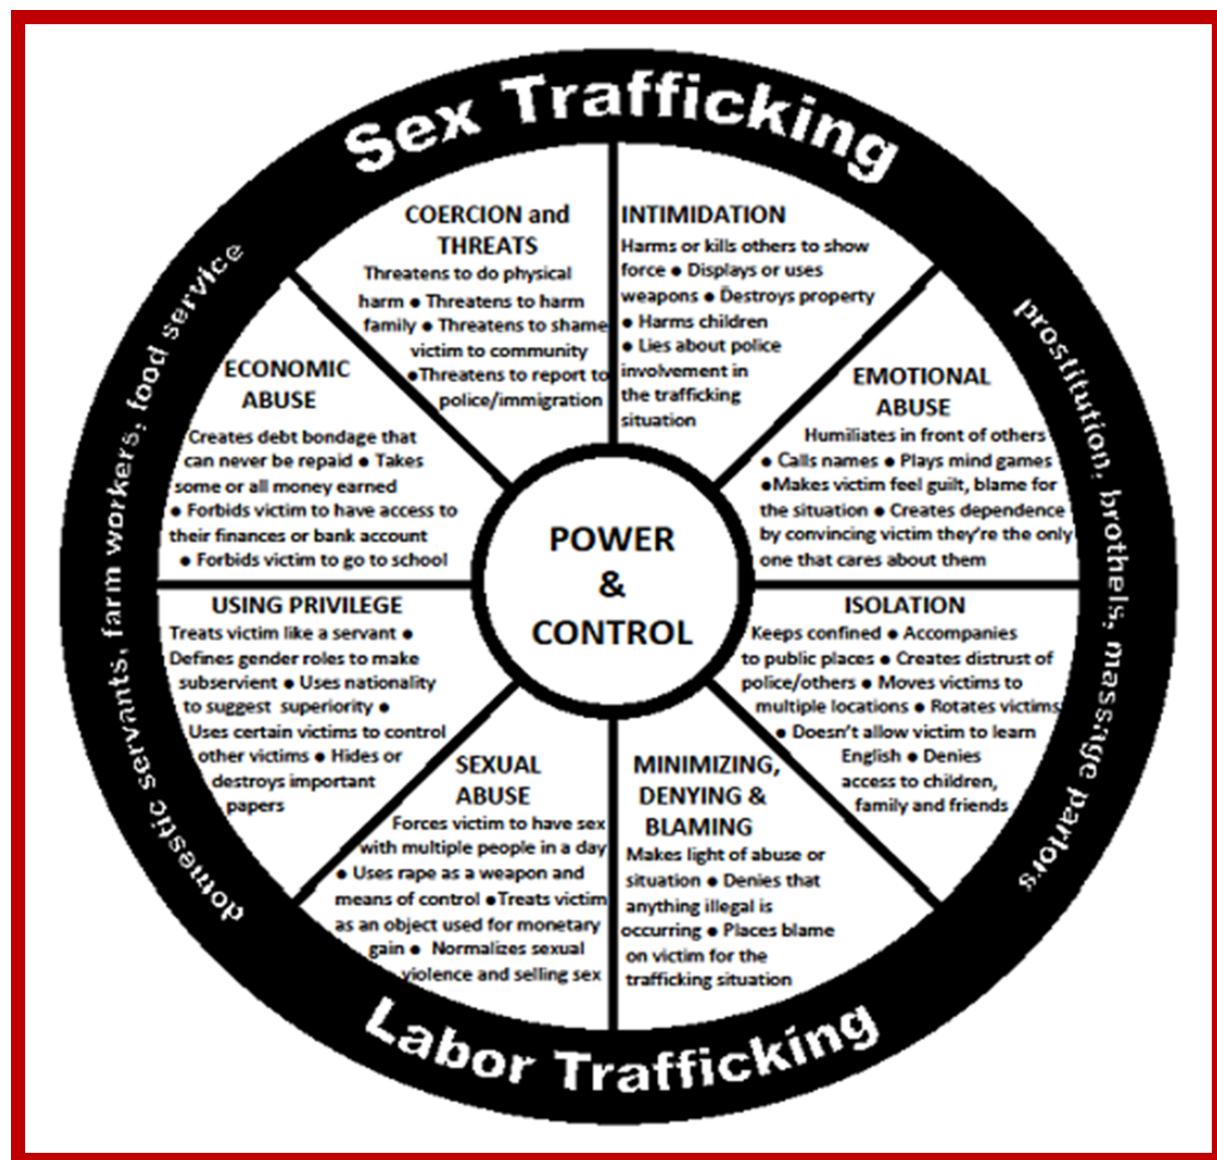 Sex Trafficking
COERCION and
THREATS
Threatens to do physical
harm ● Threatens to harm
family ● Threatens to shame
victim to community
●Threatens to report to
police/immigration
INTIMIDATION
Harms or kills others to show
force ● Displays or uses
weapons ● Destroys property
● Harms children
● Lies about police
involvement in
the trafficking
situation
EMOTIONAL
ABUSE
Humiliates in front of others
● Calls names ● Plays mind games
●Makes victim feel guilt, blame for
the situation ● Creates dependence
by convincing victim they're the only
one that cares about them
ISOLATION
Keeps confined ● Accompanies
to public places ● Creates distrust of
police/others ● Moves victims to
multiple locations ● Rotates victims
● Doesn't allow victim to learn
English ● Denies
access to children,
family and friends
MINIMIZING,
DENYING &
BLAMING
Makes light of abuse or
situation ● Denies that
anything illegal is
occurring ● Places blame
on victim for the
trafficking situation
SEXUAL
ABUSE
Forces victim to have sex
with multiple people in a day
● Uses rape as a weapon and
means of control ●Treats victim
as an object used for monetary
gain ● Normalizes sexual
violence and selling sex
USING PRIVILEGE
Treats victim like a servant ●
Defines gender roles to make
subservient ● Uses nationality
to suggest superiority ●
Uses certain victims to control
other victims ● Hides or
destroys important
papers
ECONOMIC
ABUSE
Creates debt bondage that
can never be repaid ● Takes
some or all money earned
● Forbids victim to have access to
their finances or bank account
● Forbids victim to go to school
POWER
&
CONTROL
prostitution, brothels, massage parlors
Labor Trafficking
domestic servants, farm workers, food service